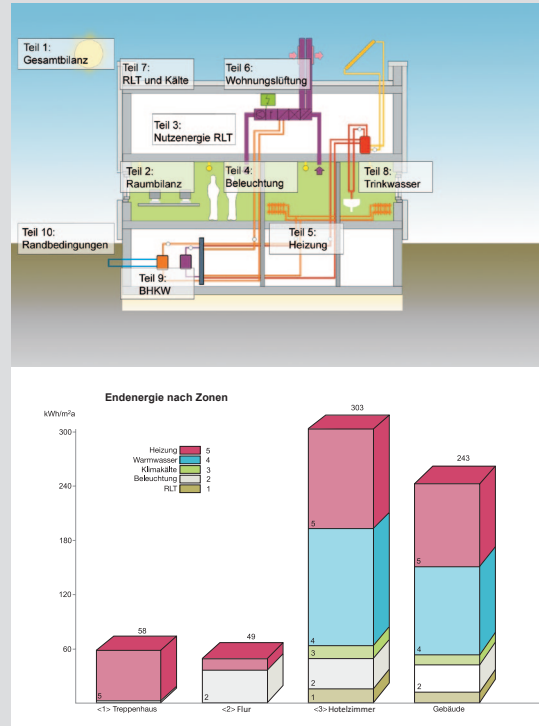 Teil 1:
Gesamtbilanz
Teil 7:
RLT und Kälte
Teil 6:
Wohnungslüftung
Teil 3:
Nutzenergie RLT
Teil 2:
Raumbilanz
Teil 4:
Beleuchtung
Teil 8:
Trinkwasser
Teil 10:
Randbedingungen
Teil 5:
Heizung
Teil 9:
BHKW
Endenergie nach Zonen
kWh/m²a
303
300
Heizung 5
Warmwasser 4
Klimakälte 3
Beleuchtung 2
RLT 1
243
240
180
120
60
58
49
5
2
5
4
3
2
1
5
4
2
<1> Treppenhaus
<2> Flur
<3> Hotelzimmer
Gebäude